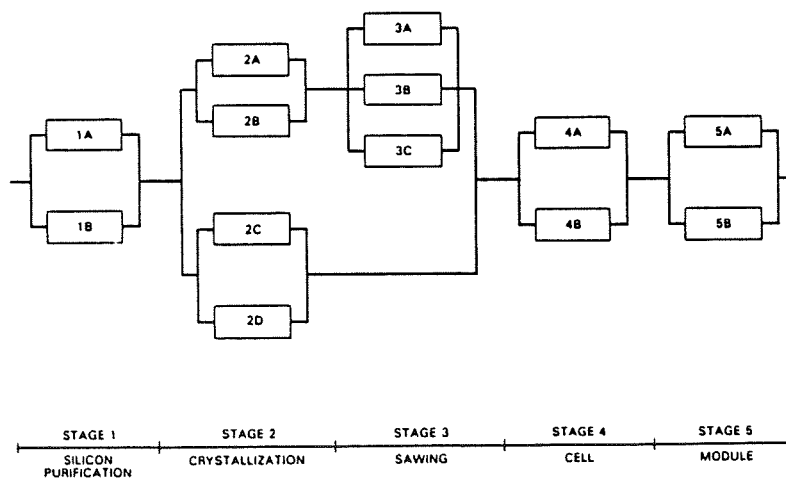 3A
2A
3B
2B
1A
4A
5A
3C
1B
2C
4B
5B
2D
STAGE 1
STAGE 2
STAGE 3
STAGE 4
STAGE 5
SILICON
PURIFICATION
CRYSTALLIZATION
SAWING
CELL
MODULE